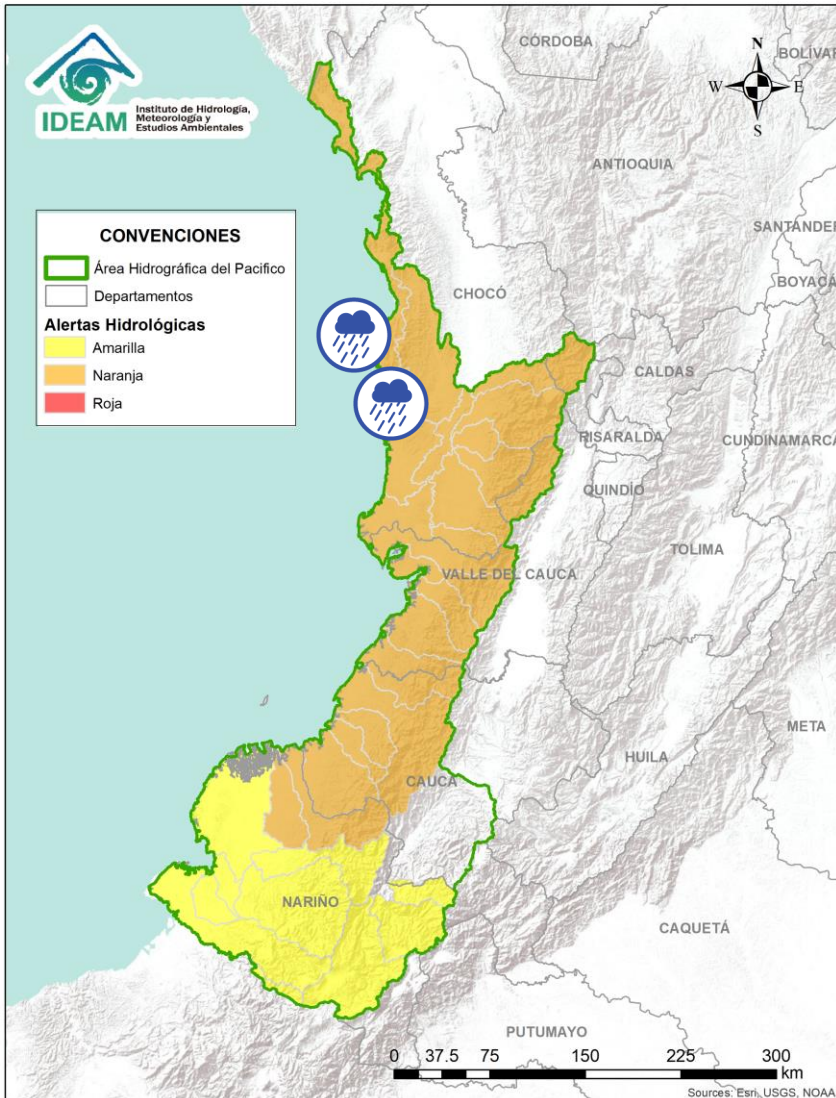 IDEAM
Instituto de Hidrología,
Meteorología y
Estudios Ambientales
CÓRDOBA
BOLÍVAR
N
W
E
S
ANTIOQUIA
SANTANDER
BOYACÁ
CONVENCIONES
Área Hidrográfica del Pacifico
Departamentos
Alertas Hidrológicas
Amarilla
Naranja
Roja
CHOCÓ
CALDAS
RISARALDA
CUNDINAMARCA
QUINDÍO
TOLIMA
VALLE DEL CAUCA
META
HUILA
CAUCA
NARIÑO
CAQUETÁ
PUTUMAYO
0 37.5 75 150 225 300
km
Sources: Esri, USGS, NOAA